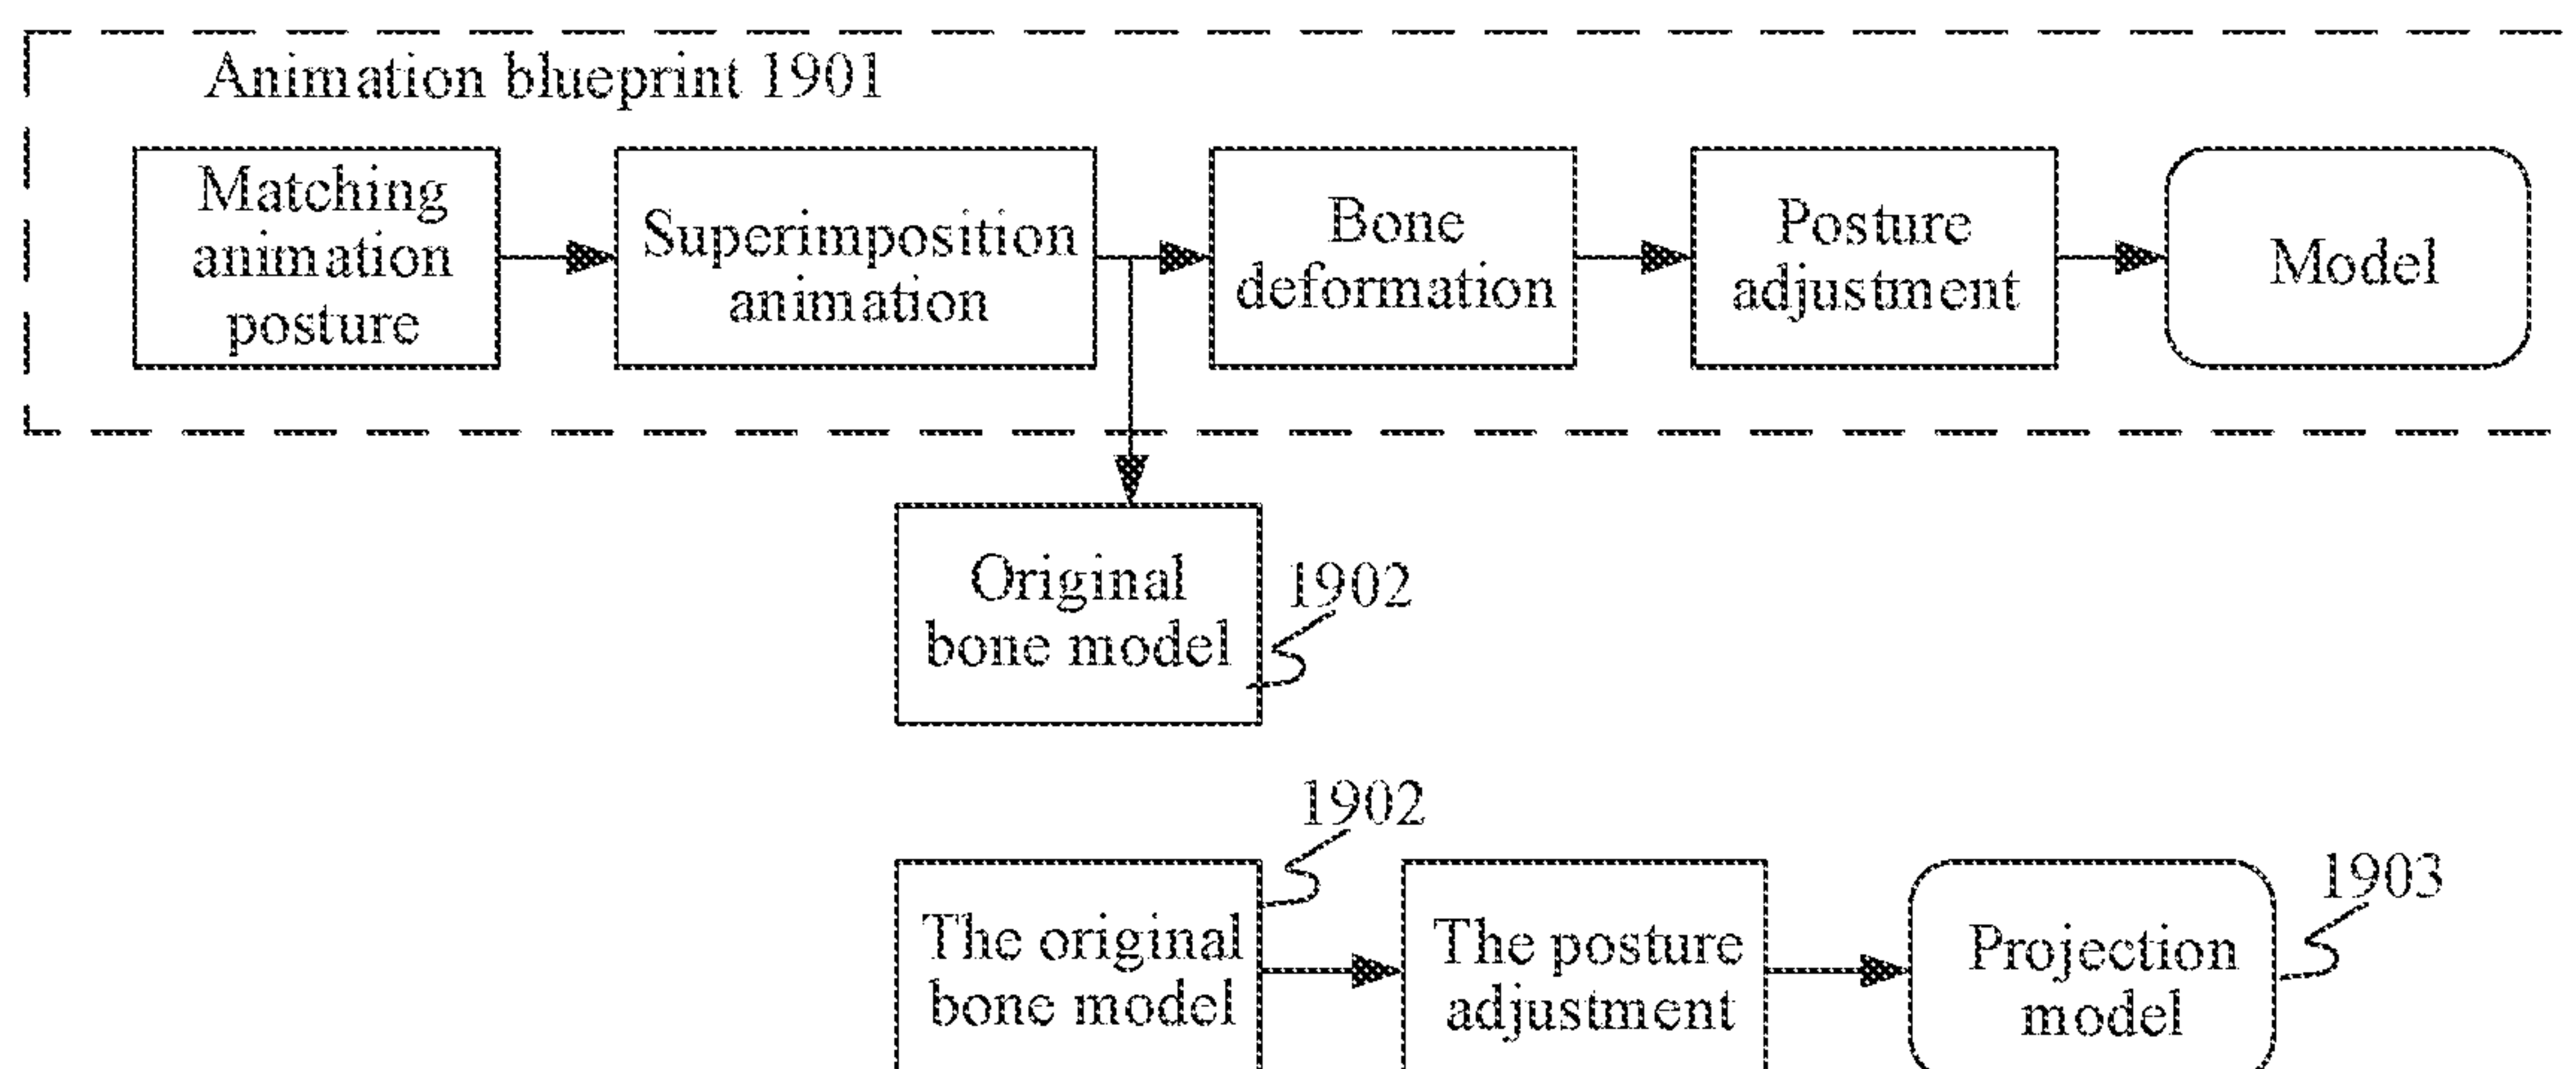 Animation blueprint 1901
Matching
animation
posture
Superimposition
animation
Bone
deformation
Posture
adjustment
Model
Original
bone model
1902
1902
The original
bone model
The posture
adjustment
Projection
model
1903